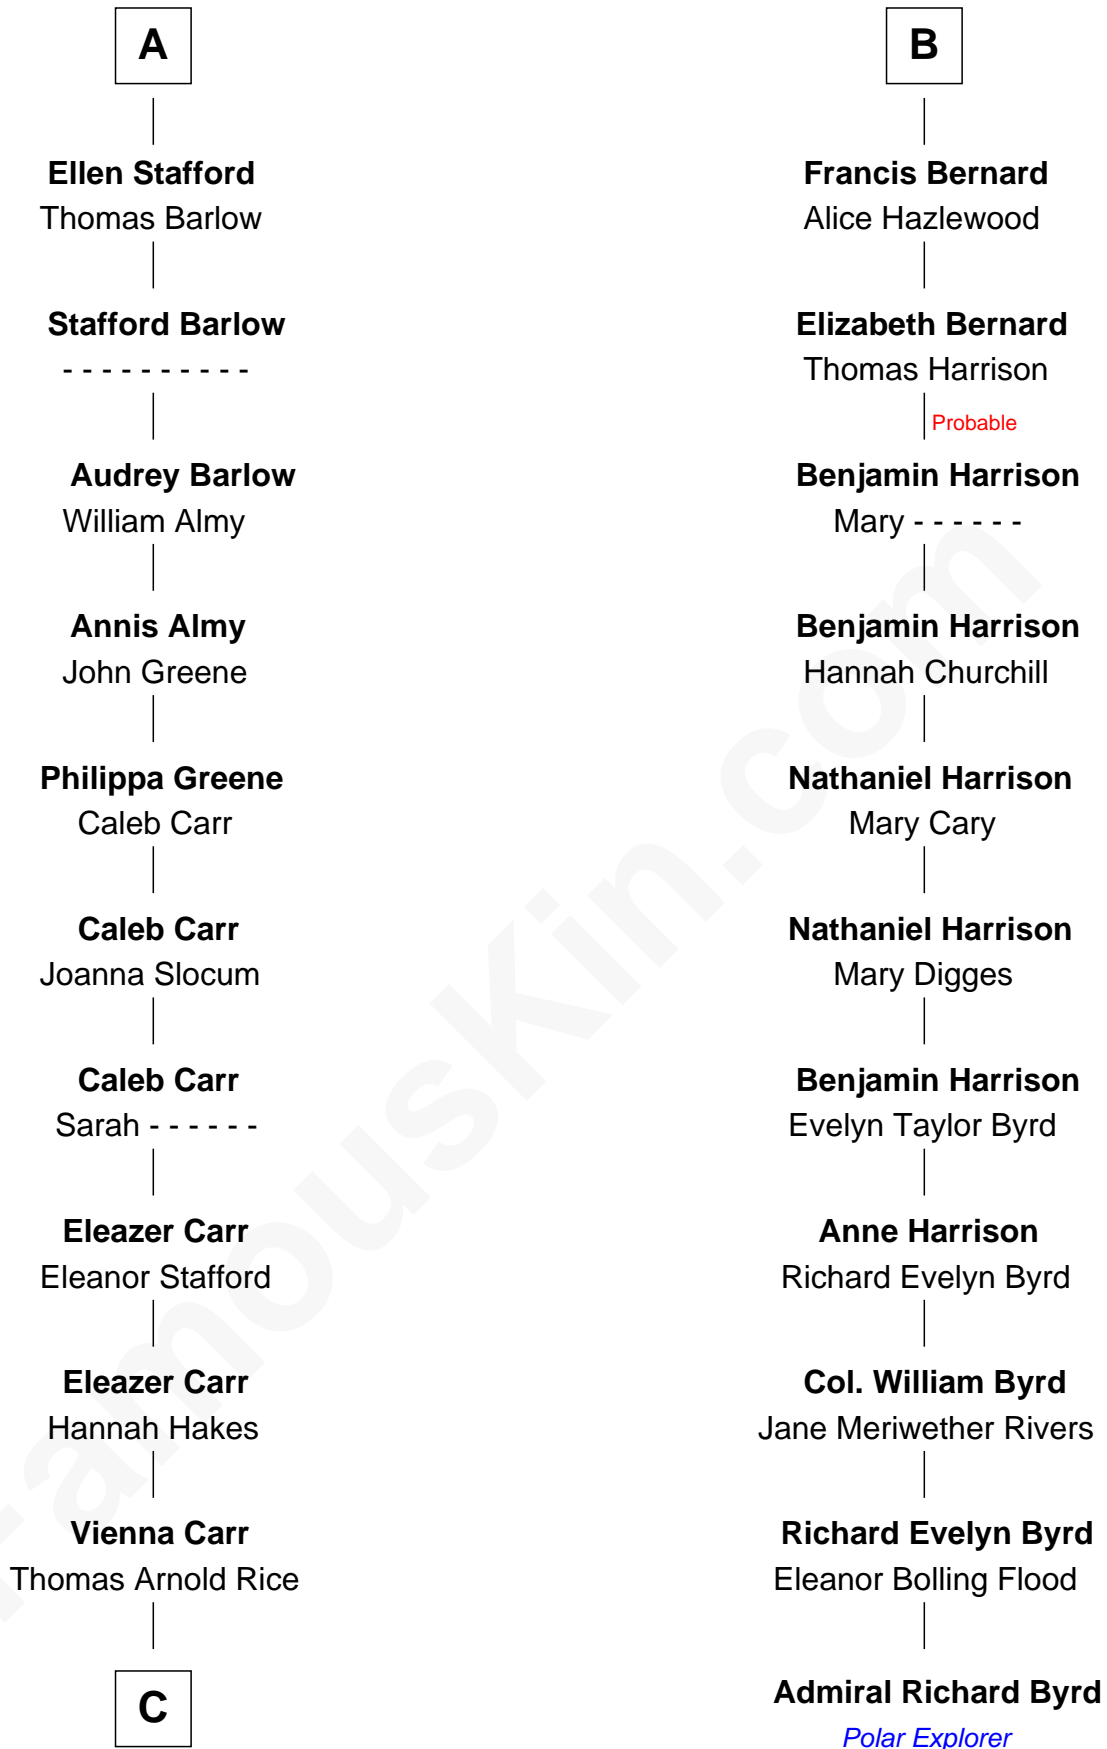 A
Ellen Stafford
Thomas Barlow
Stafford Barlow
- - - - - - - - - -
Audrey Barlow
William Almy
Annis Almy
John Greene
Philippa Greene
Caleb Carr
Caleb Carr
Joanna Slocum
Caleb Carr
Sarah - - - - - -
Eleazer Carr
Eleanor Stafford
Eleazer Carr
Hannah Hakes
Vienna Carr
Thomas Arnold Rice
C
B
Francis Bernard
Alice Hazlewood
Elizabeth Bernard
Thomas Harrison
Probable
Benjamin Harrison
Mary - - - - - -
Benjamin Harrison
Hannah Churchill
Nathaniel Harrison
Mary Cary
Nathaniel Harrison
Mary Digges
Benjamin Harrison
Evelyn Taylor Byrd
Anne Harrison
Richard Evelyn Byrd
Col. William Byrd
Jane Meriwether Rivers
Richard Evelyn Byrd
Eleanor Bolling Flood
Admiral Richard Byrd
Polar Explorer
FamousKin.com